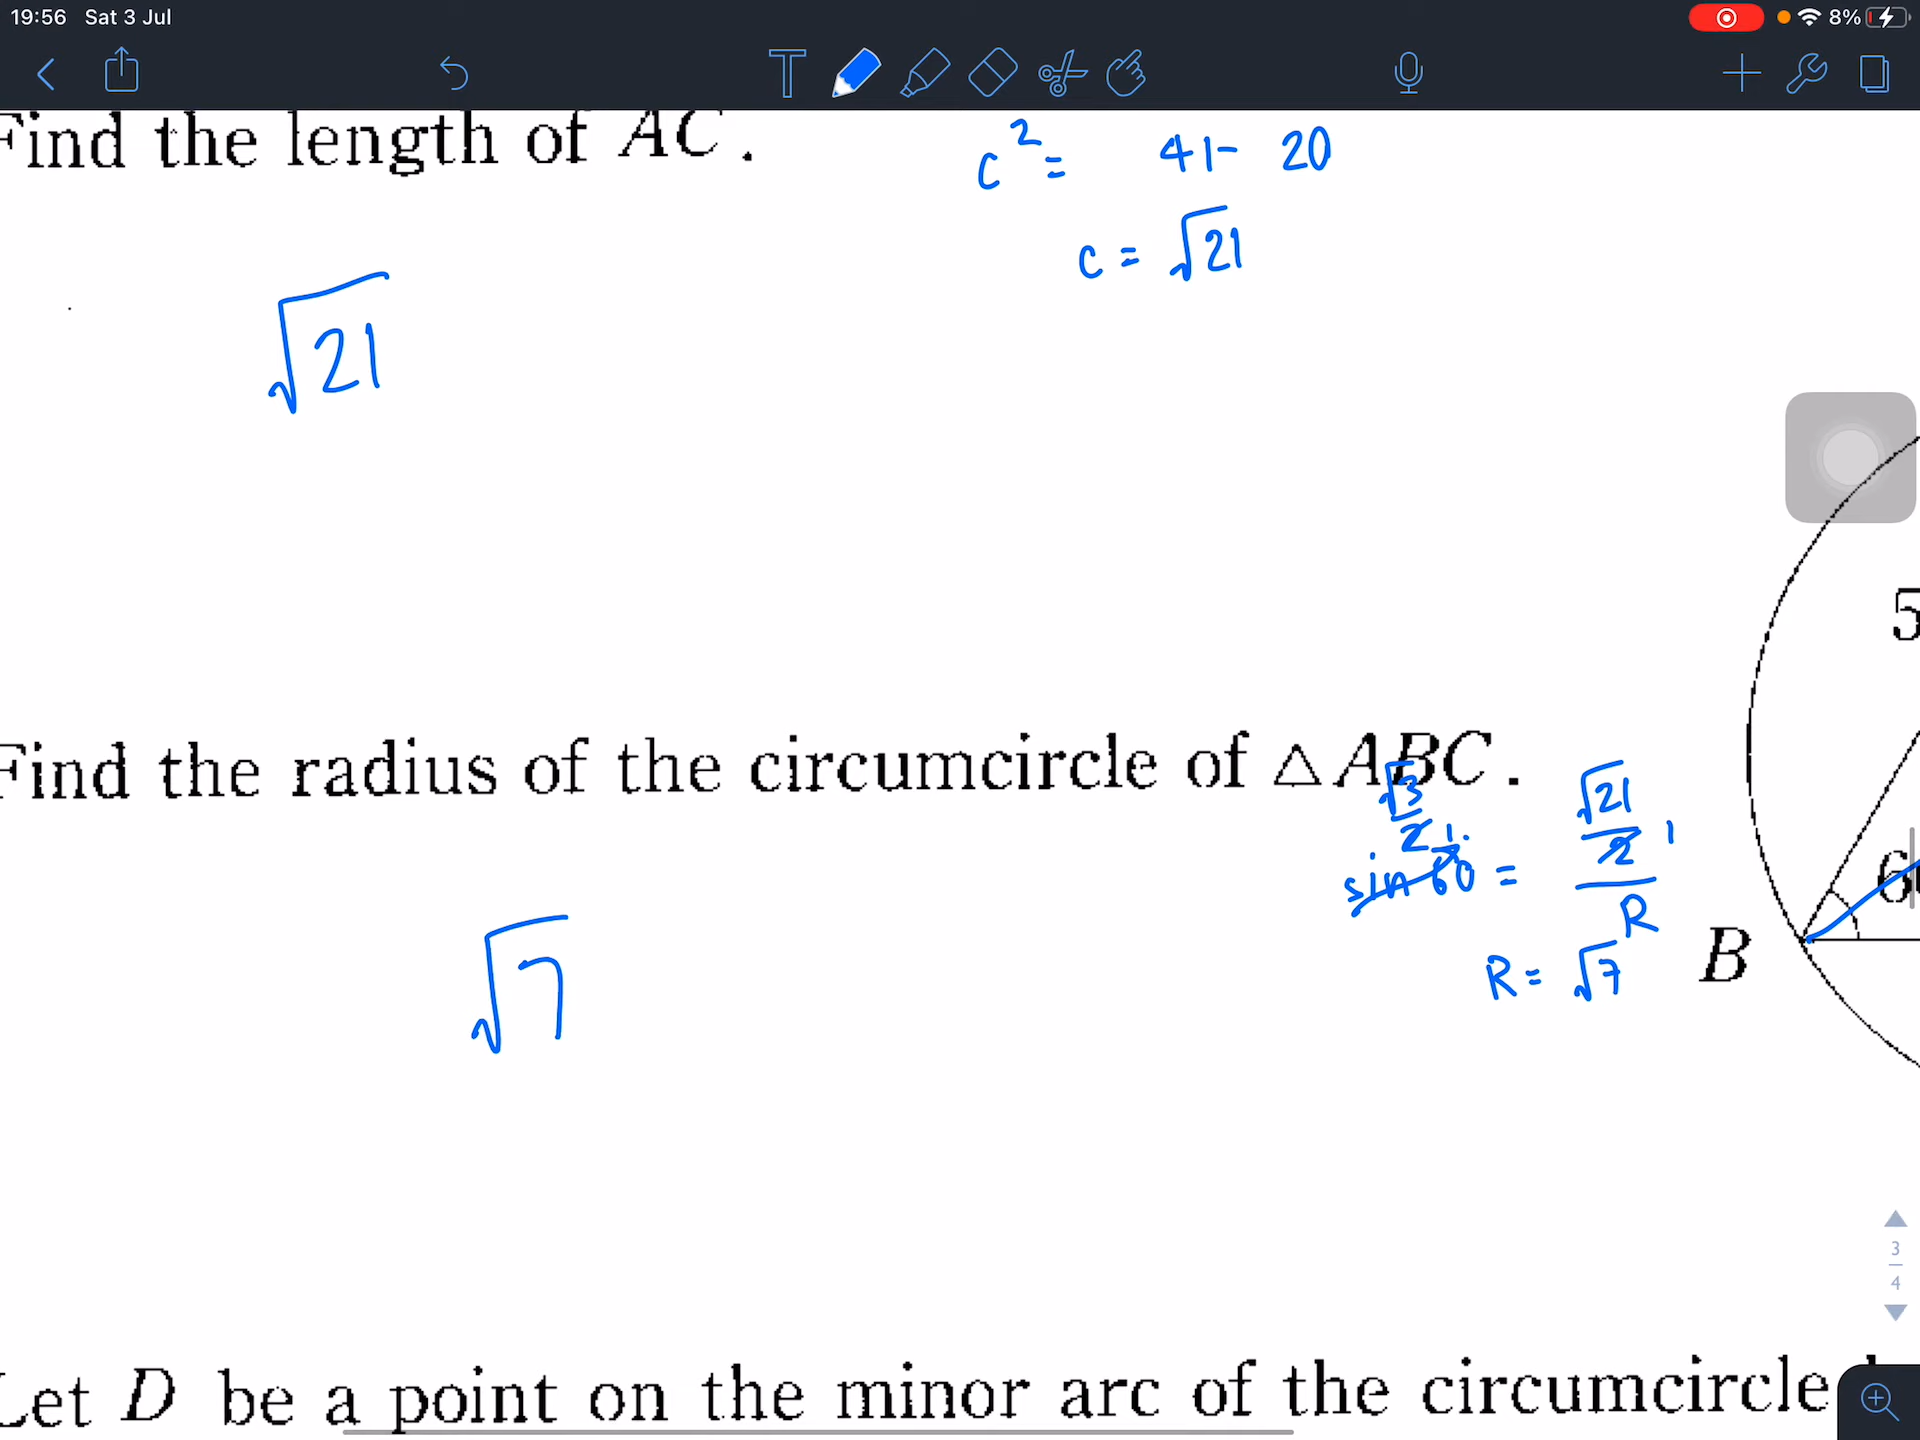 19:56 Sat 3 Jul
8%
T
Find the length of AC.
c² = 41 - 20
c = √21
√21
5
Find the radius of the circumcircle of △ABC.
√3/2
sin 60 = √21/2 / R
1
1
6
R = √7
B
√7
3
4
Let D be a point on the minor arc of the circumcircle